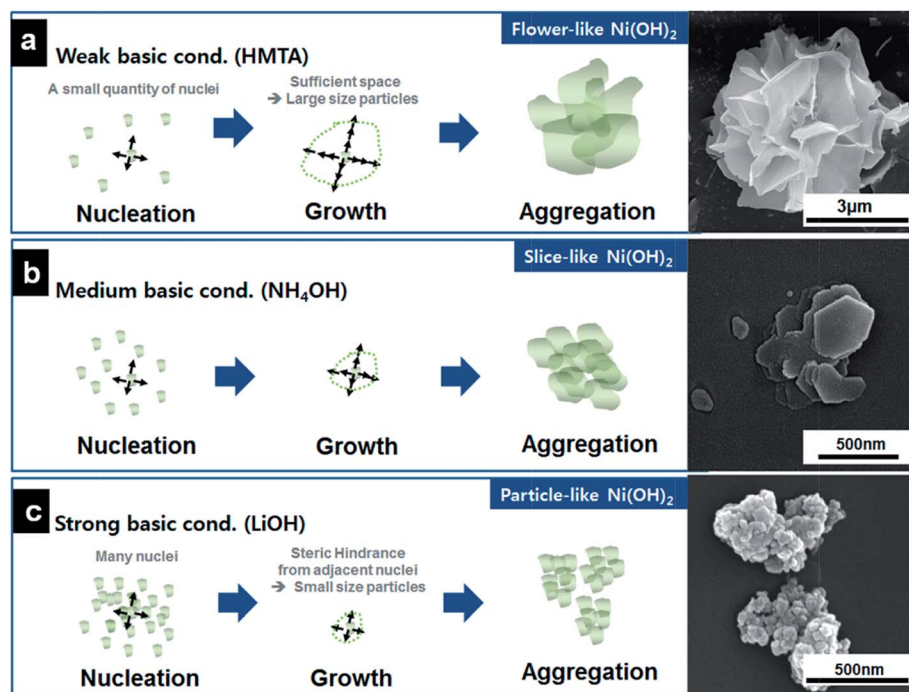 a
Flower-like Ni(OH)₂
Weak basic cond. (HMTA)
A small quantity of nuclei
Sufficient space
➔ Large size particles
Nucleation
Growth
Aggregation
3μm
b
Slice-like Ni(OH)₂
Medium basic cond. (NH₄OH)
Nucleation
Growth
Aggregation
500nm
c
Particle-like Ni(OH)₂
Strong basic cond. (LiOH)
Many nuclei
Steric Hindrance
from adjacent nuclei
➔ Small size particles
Nucleation
Growth
Aggregation
500nm